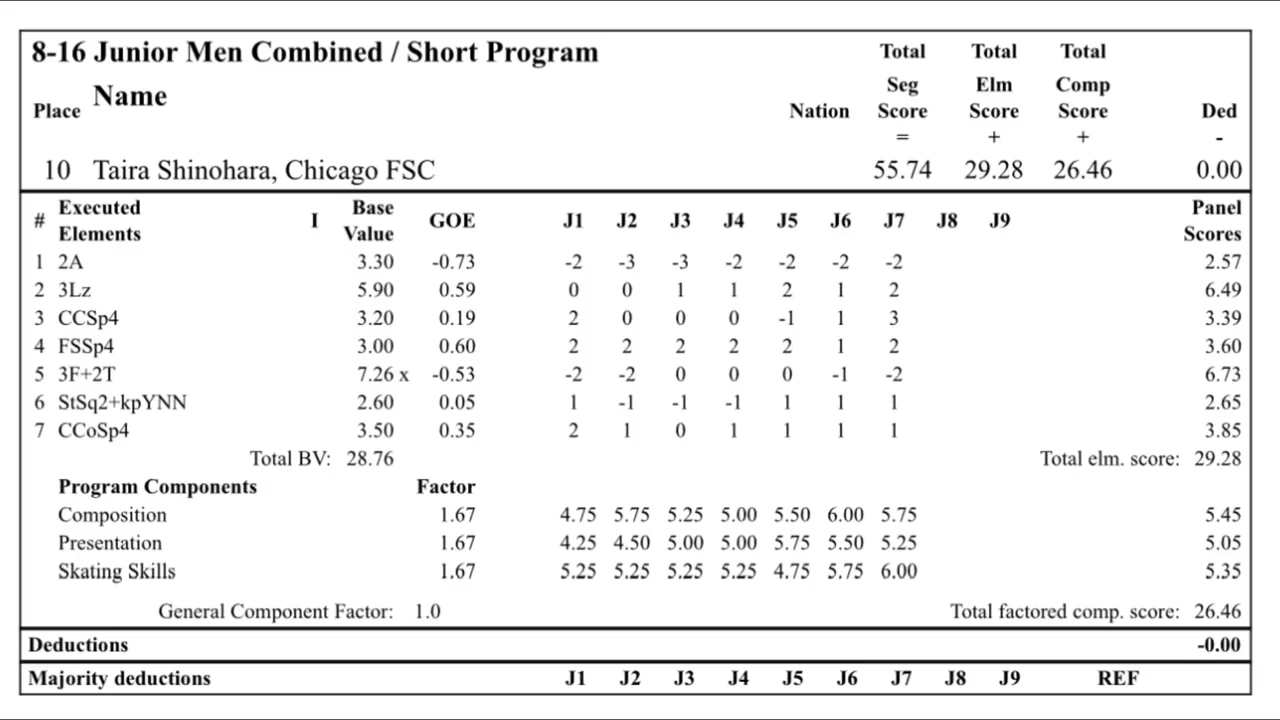 8-16 Junior Men Combined / Short Program Total Total Total
Place Name Nation Seg Score Elm Score Comp Score Ded
= + + -
10 Taira Shinohara, Chicago FSC 55.74 29.28 26.46 0.00
# Executed Elements I Base Value GOE J1 J2 J3 J4 J5 J6 J7 J8 J9 Panel Scores
1 2A 3.30 -0.73 -2 -3 -3 -2 -2 -2 -2 2.57
2 3Lz 5.90 0.59 0 0 1 1 2 1 2 6.49
3 CCSp4 3.20 0.19 2 0 0 0 -1 1 3 3.39
4 FSSp4 3.00 0.60 2 2 2 2 2 1 2 3.60
5 3F+2T 7.26 x -0.53 -2 -2 0 0 0 -1 -2 6.73
6 StSq2+kpYNN 2.60 0.05 1 -1 -1 -1 1 1 1 2.65
7 CCoSp4 3.50 0.35 2 1 0 1 1 1 1 3.85
Total BV: 28.76 Total elm. score: 29.28
Program Components Factor
Composition 1.67 4.75 5.75 5.25 5.00 5.50 6.00 5.75 5.45
Presentation 1.67 4.25 4.50 5.00 5.00 5.75 5.50 5.25 5.05
Skating Skills 1.67 5.25 5.25 5.25 5.25 4.75 5.75 6.00 5.35
General Component Factor: 1.0 Total factored comp. score: 26.46
Deductions -0.00
Majority deductions J1 J2 J3 J4 J5 J6 J7 J8 J9 REF